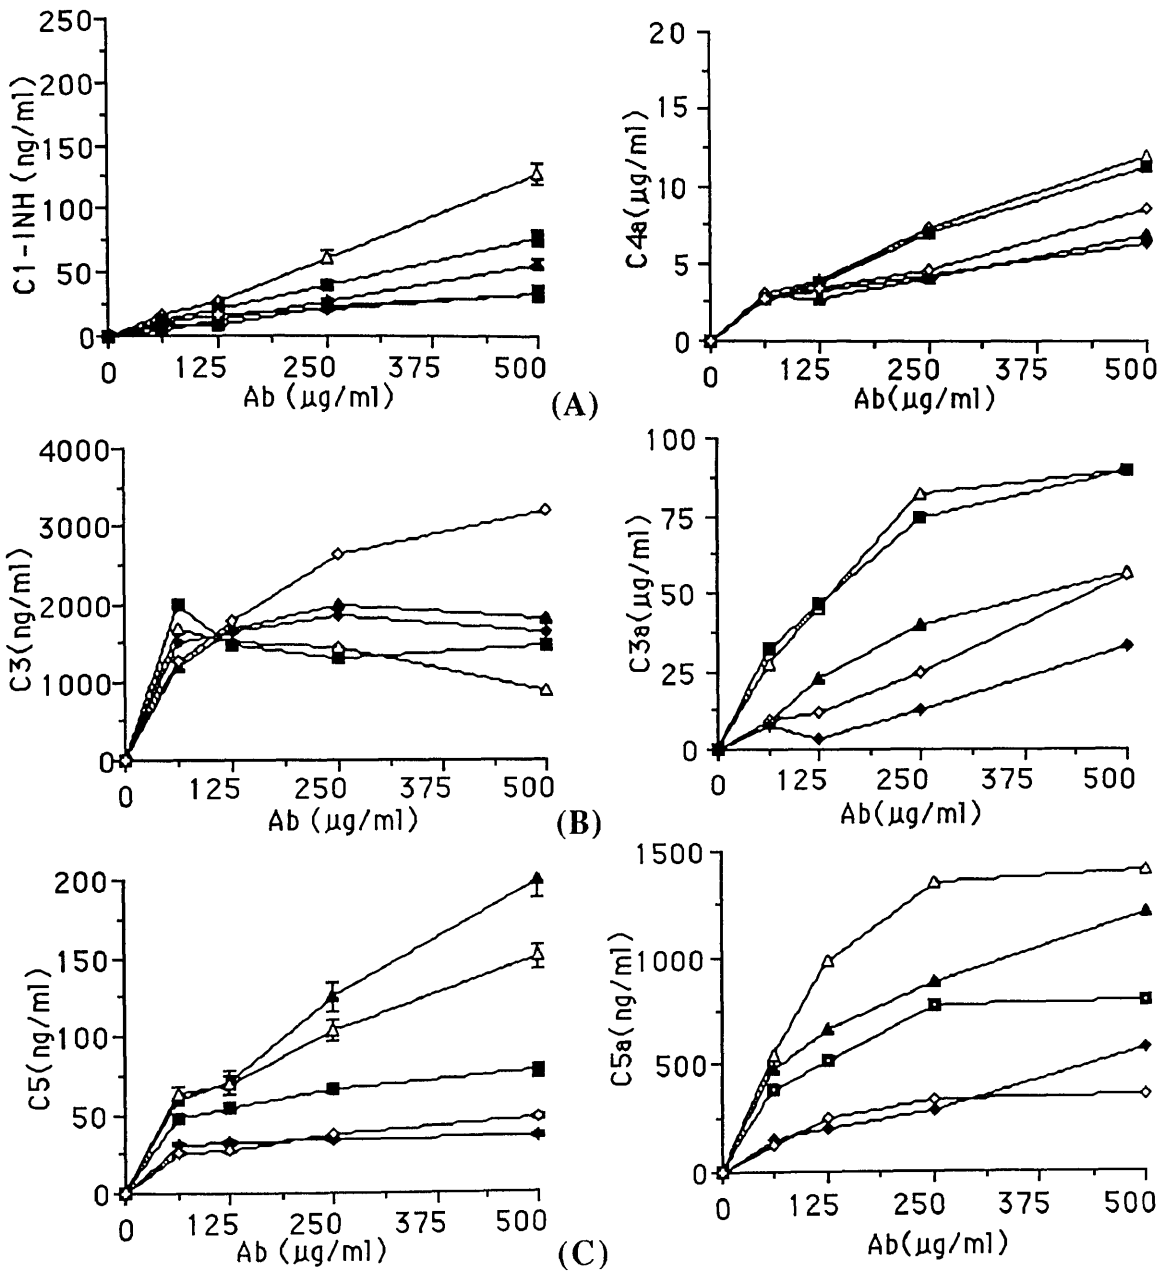 250
200
150
100
50
0
C1-INH (ng/ml)
0 125 250 375 500
Ab (µg/ml)
20
15
10
5
0
C4a(µg/ml)
0 125 250 375 500
Ab(µg/ml)
(A)
4000
3000
2000
1000
0
C3(ng/ml)
0 125 250 375 500
Ab (µg/ml)
100
75
50
25
0
C3a(µg/ml)
0 125 250 375 500
Ab(µg/ml)
(B)
200
150
100
50
0
C5(ng/ml)
0 125 250 375 500
Ab (µg/ml)
1500
1000
500
0
C5a(ng/ml)
0 125 250 375 500
Ab(µg/ml)
(C)